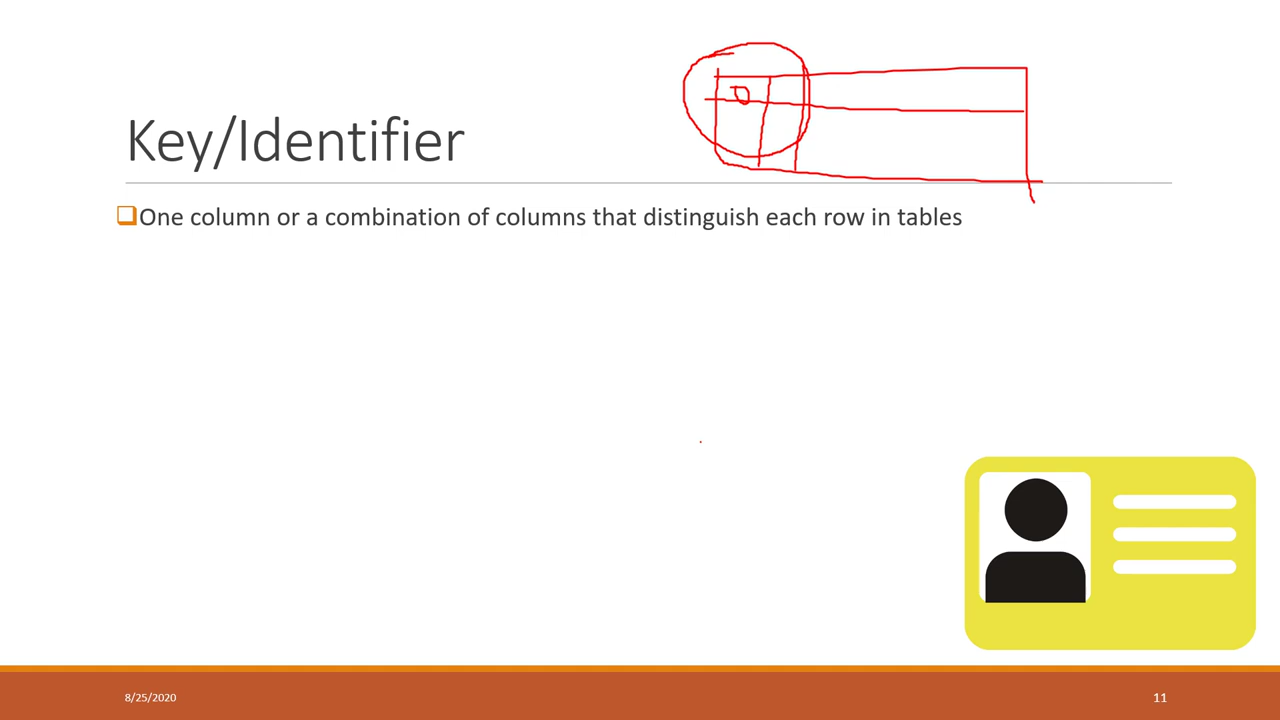 Key/Identifier
One column or a combination of columns that distinguish each row in tables
8/25/2020
11